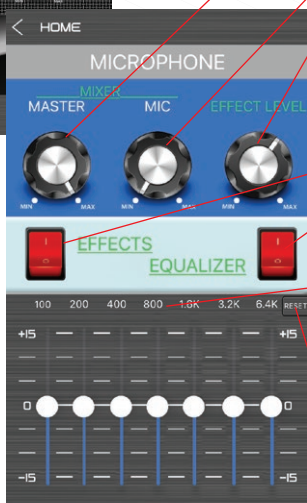 < HOME
MICROPHONE
MIXER
MASTER MIC EFFECT LEVEL
MIN MAX MIN MAX MIN MAX
EFFECTS
EQUALIZER
100 200 400 800 1.6K 3.2K 6.4K RESET
+15 +15
0 0
-15 -15